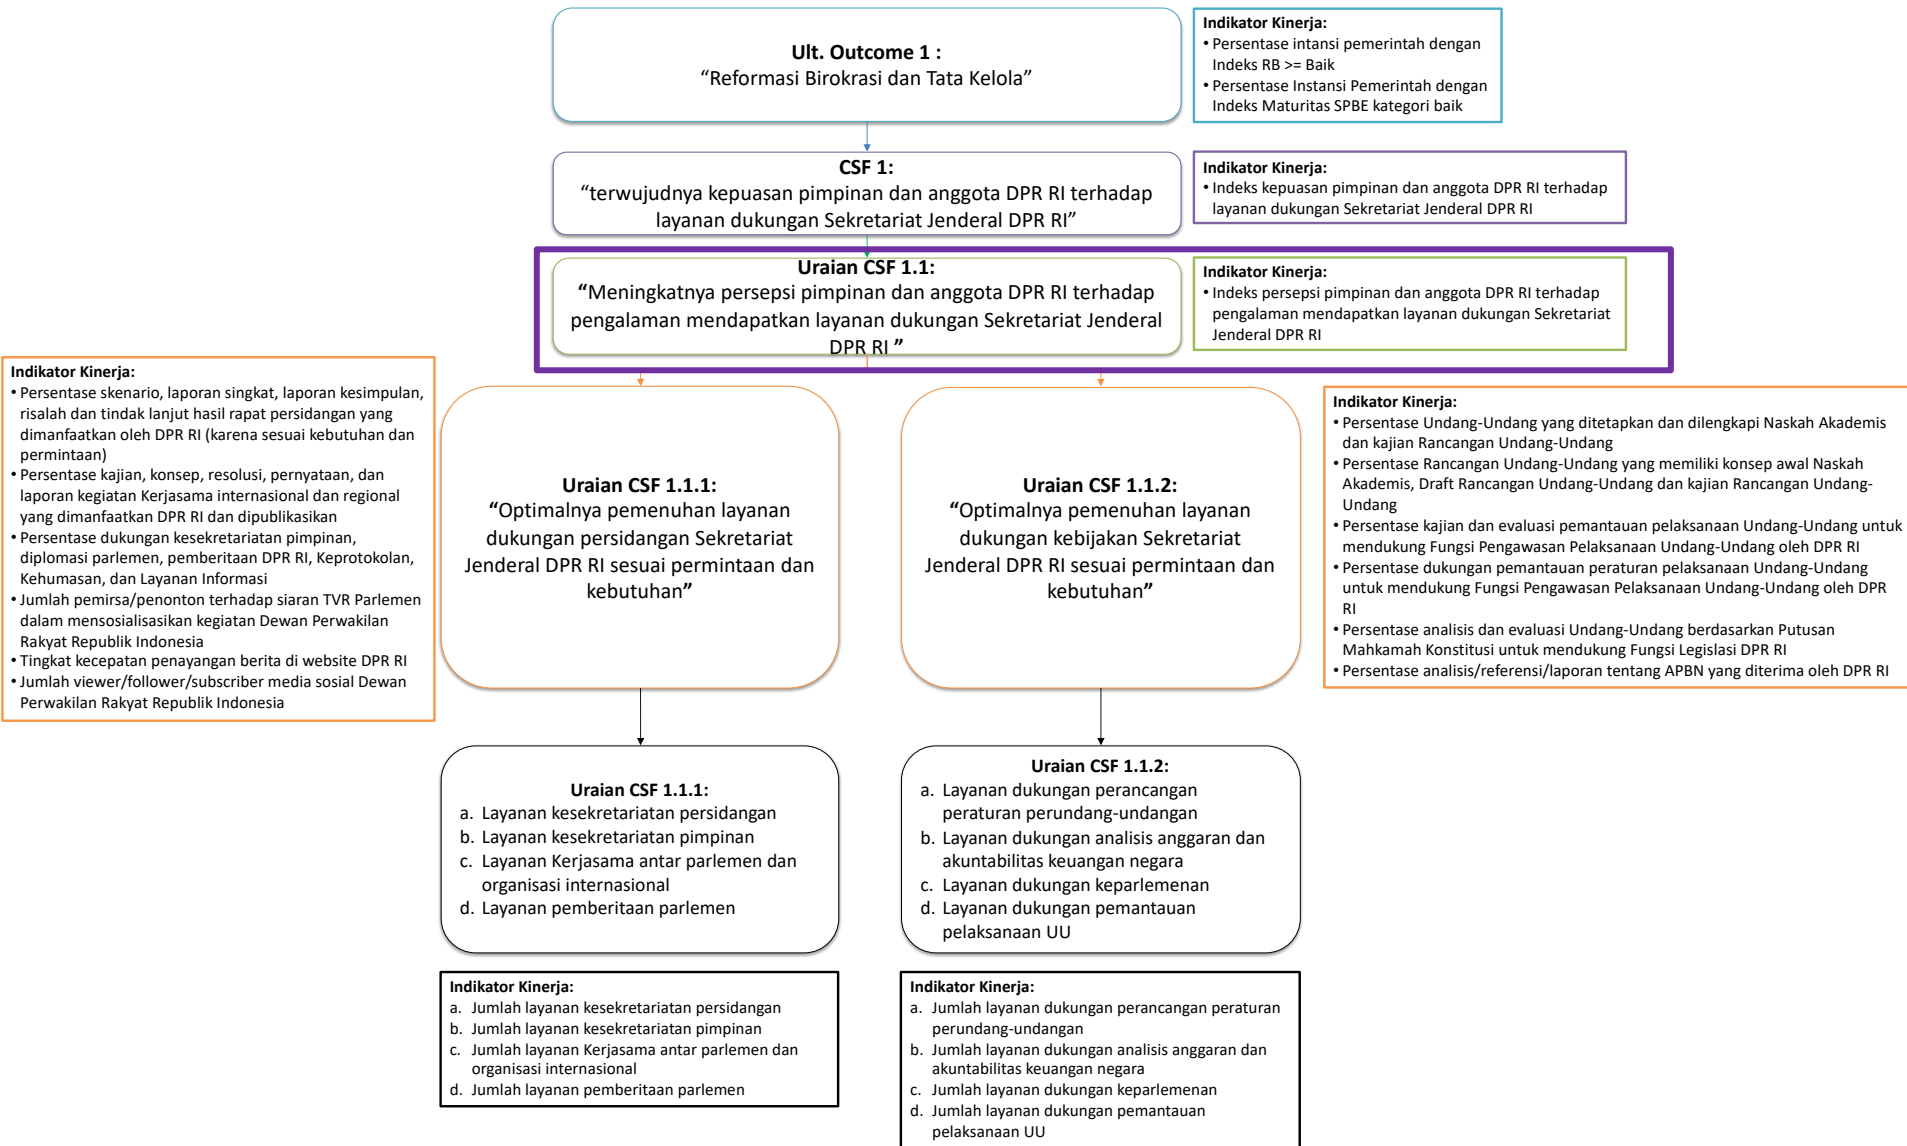 Ult. Outcome 1 :
“Reformasi Birokrasi dan Tata Kelola”
Indikator Kinerja:
• Persentase intansi pemerintah dengan
Indeks RB >= Baik
• Persentase Instansi Pemerintah dengan
Indeks Maturitas SPBE kategori baik
CSF 1:
“terwujudnya kepuasan pimpinan dan anggota DPR RI terhadap
layanan dukungan Sekretariat Jenderal DPR RI”
Indikator Kinerja:
• Indeks kepuasan pimpinan dan anggota DPR RI terhadap
layanan dukungan Sekretariat Jenderal DPR RI
Uraian CSF 1.1:
“Meningkatnya persepsi pimpinan dan anggota DPR RI terhadap
pengalaman mendapatkan layanan dukungan Sekretariat Jenderal
DPR RI ”
Indikator Kinerja:
• Indeks persepsi pimpinan dan anggota DPR RI terhadap
pengalaman mendapatkan layanan dukungan Sekretariat
Jenderal DPR RI
Indikator Kinerja:
• Persentase skenario, laporan singkat, laporan kesimpulan,
risalah dan tindak lanjut hasil rapat persidangan yang
dimanfaatkan oleh DPR RI (karena sesuai kebutuhan dan
permintaan)
• Persentase kajian, konsep, resolusi, pernyataan, dan
laporan kegiatan Kerjasama internasional dan regional
yang dimanfaatkan DPR RI dan dipublikasikan
• Persentase dukungan kesekretariatan pimpinan,
diplomasi parlemen, pemberitaan DPR RI, Keprotokolan,
Kehumasan, dan Layanan Informasi
• Jumlah pemirsa/penonton terhadap siaran TVR Parlemen
dalam mensosialisasikan kegiatan Dewan Perwakilan
Rakyat Republik Indonesia
• Tingkat kecepatan penayangan berita di website DPR RI
• Jumlah viewer/follower/subscriber media sosial Dewan
Perwakilan Rakyat Republik Indonesia
Uraian CSF 1.1.1:
“Optimalnya pemenuhan layanan
dukungan persidangan Sekretariat
Jenderal DPR RI sesuai permintaan dan
kebutuhan”
Uraian CSF 1.1.2:
“Optimalnya pemenuhan layanan
dukungan kebijakan Sekretariat
Jenderal DPR RI sesuai permintaan dan
kebutuhan”
Indikator Kinerja:
• Persentase Undang-Undang yang ditetapkan dan dilengkapi Naskah Akademis
dan kajian Rancangan Undang-Undang
• Persentase Rancangan Undang-Undang yang memiliki konsep awal Naskah
Akademis, Draft Rancangan Undang-Undang dan kajian Rancangan Undang-
Undang
• Persentase kajian dan evaluasi pemantauan pelaksanaan Undang-Undang untuk
mendukung Fungsi Pengawasan Pelaksanaan Undang-Undang oleh DPR RI
• Persentase dukungan pemantauan peraturan pelaksanaan Undang-Undang
untuk mendukung Fungsi Pengawasan Pelaksanaan Undang-Undang oleh DPR
RI
• Persentase analisis dan evaluasi Undang-Undang berdasarkan Putusan
Mahkamah Konstitusi untuk mendukung Fungsi Legislasi DPR RI
• Persentase analisis/referensi/laporan tentang APBN yang diterima oleh DPR RI
Uraian CSF 1.1.1:
a. Layanan kesekretariatan persidangan
b. Layanan kesekretariatan pimpinan
c. Layanan Kerjasama antar parlemen dan
organisasi internasional
d. Layanan pemberitaan parlemen
Uraian CSF 1.1.2:
a. Layanan dukungan perancangan
peraturan perundang-undangan
b. Layanan dukungan analisis anggaran dan
akuntabilitas keuangan negara
c. Layanan dukungan keparlemenan
d. Layanan dukungan pemantauan
pelaksanaan UU
Indikator Kinerja:
a. Jumlah layanan kesekretariatan persidangan
b. Jumlah layanan kesekretariatan pimpinan
c. Jumlah layanan Kerjasama antar parlemen dan
organisasi internasional
d. Jumlah layanan pemberitaan parlemen
Indikator Kinerja:
a. Jumlah layanan dukungan perancangan peraturan
perundang-undangan
b. Jumlah layanan dukungan analisis anggaran dan
akuntabilitas keuangan negara
c. Jumlah layanan dukungan keparlemenan
d. Jumlah layanan dukungan pemantauan
pelaksanaan UU